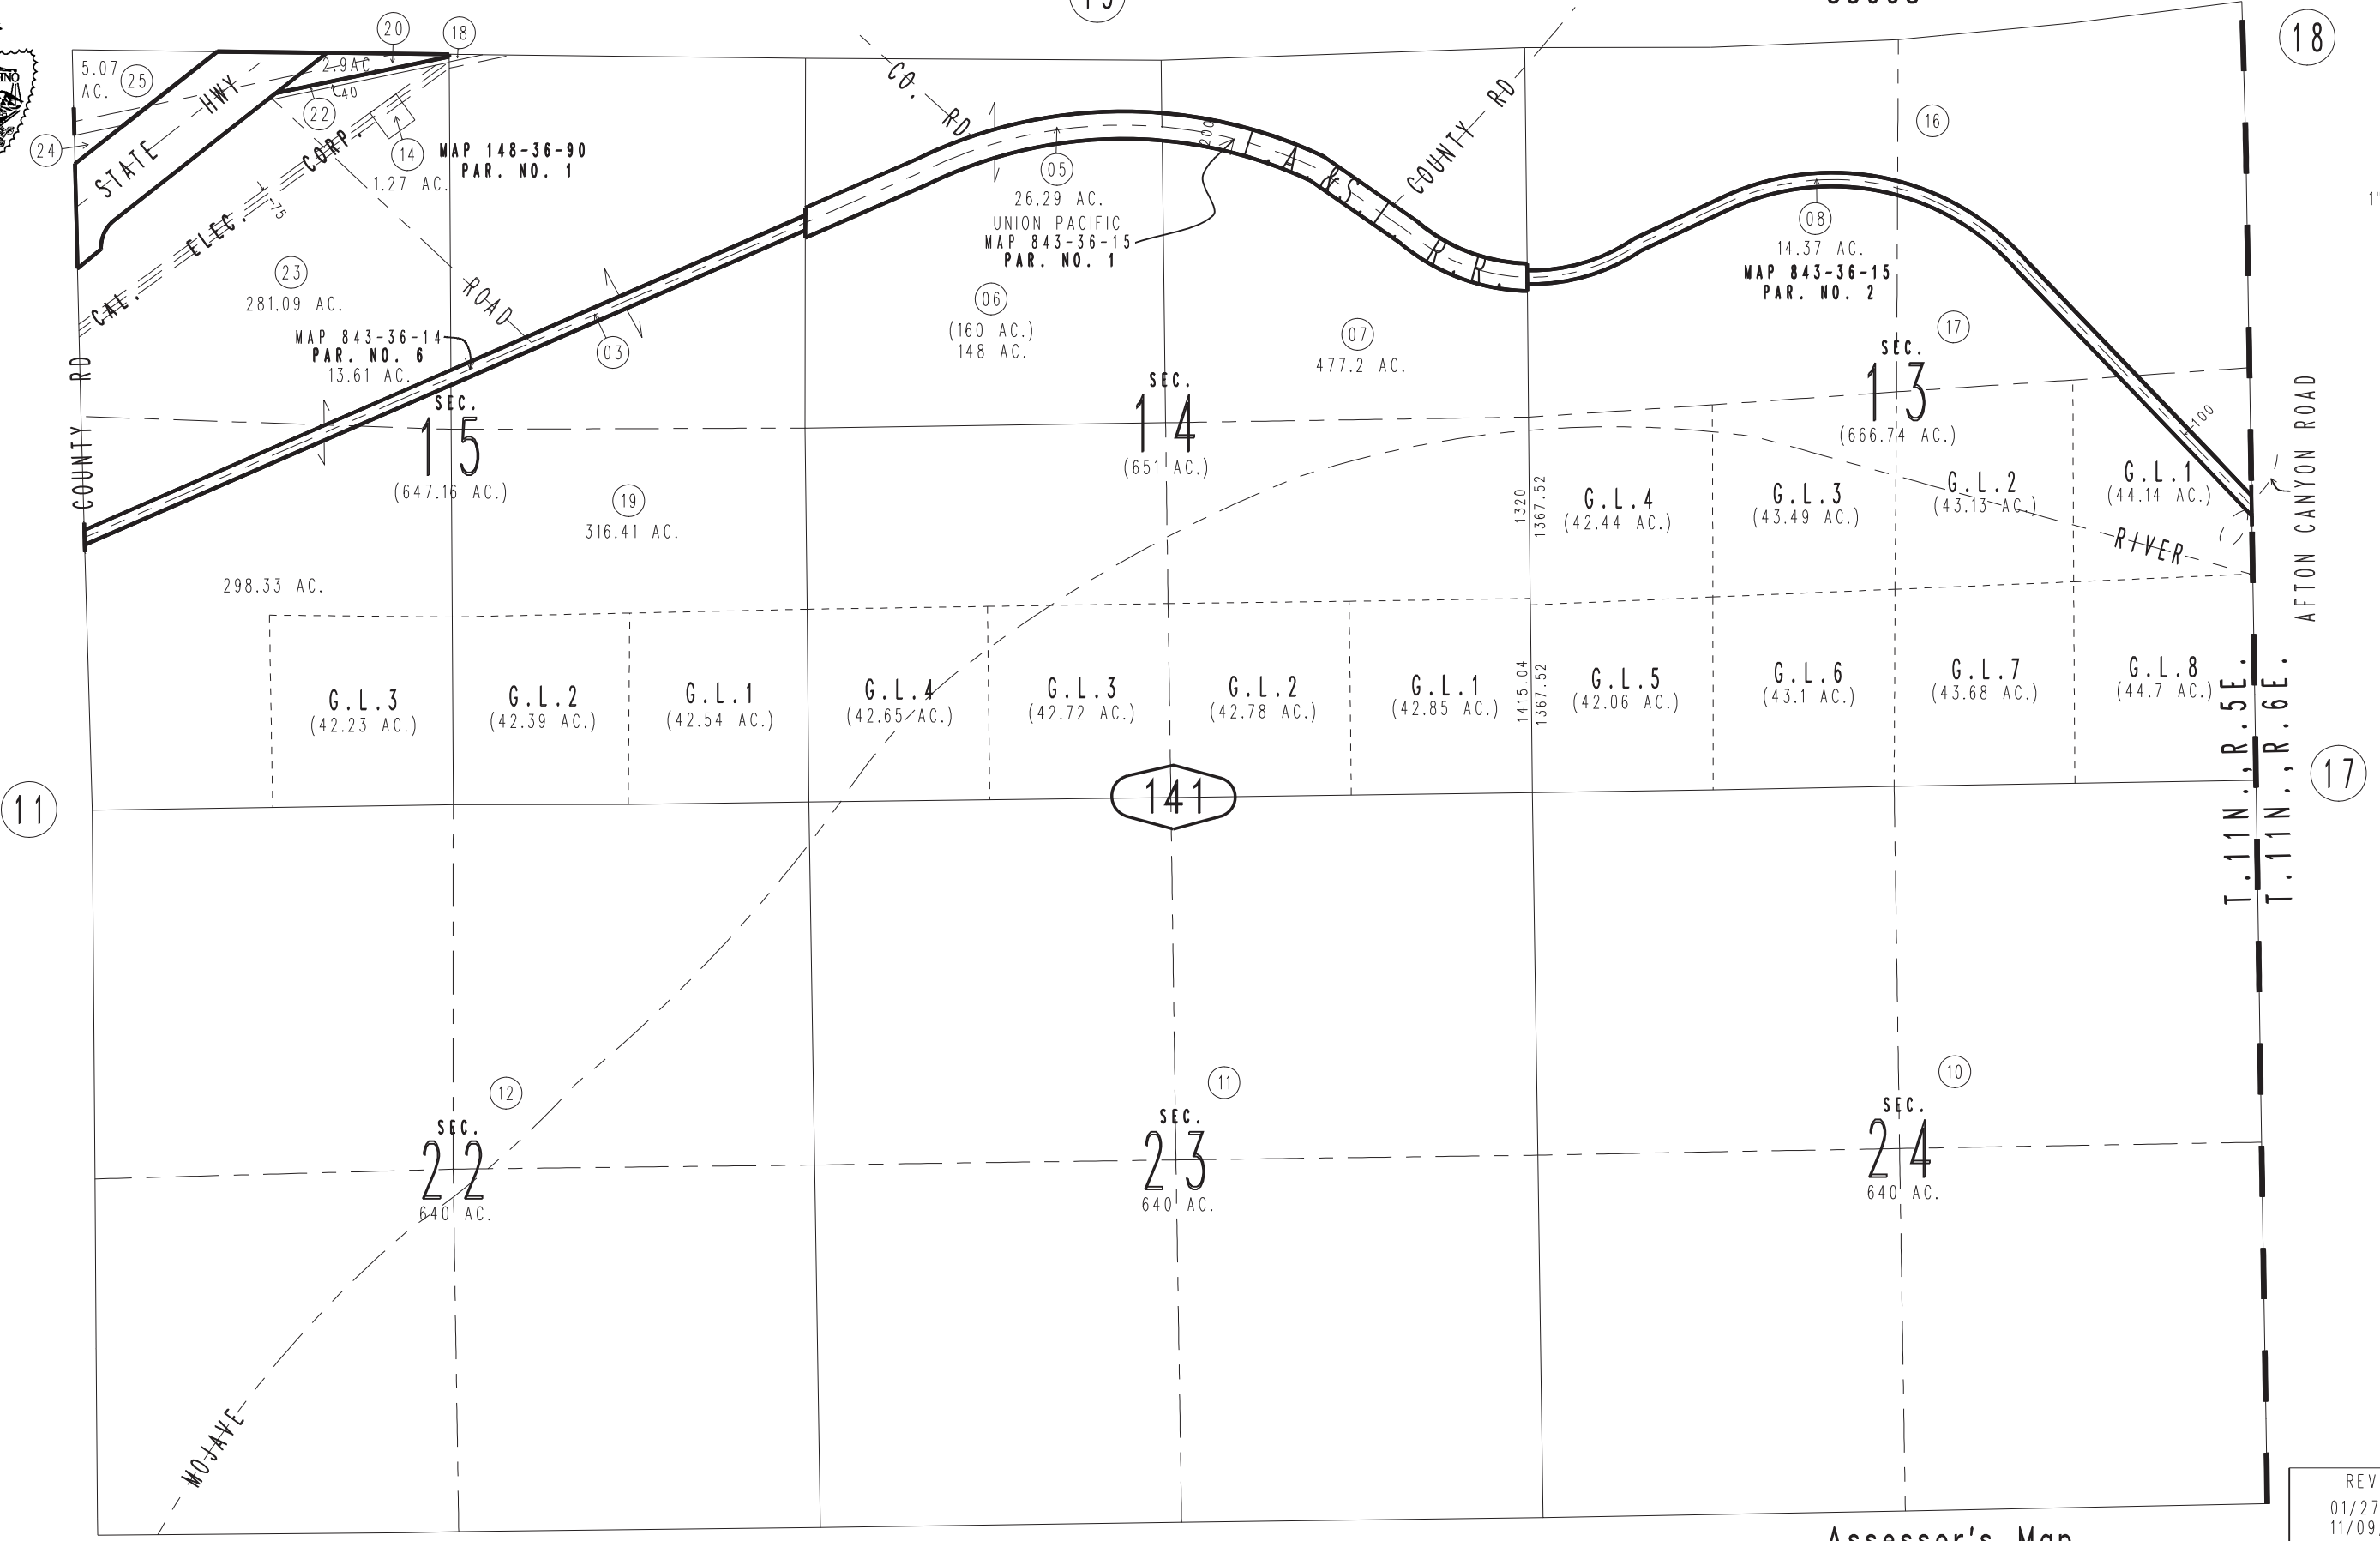 20
18
18
5.07
AC.
25
2.9AC
40
22
24
STATE HWY
CAL. ELEC. CORP.
75
14
1.27 AC.
MAP 148-36-90
PAR. NO. 1
CO. RD
COUNTY RD
200
16
05
26.29 AC.
UNION PACIFIC
MAP 843-36-15
PAR. NO. 1
L.A. & S.L. R.R.
08
14.37 AC.
MAP 843-36-15
PAR. NO. 2
23
281.09 AC.
ROAD
MAP 843-36-14
PAR. NO. 6
13.61 AC.
03
06
(160 AC.)
148 AC.
07
477.2 AC.
17
COUNTY RD
SEC.
15
(647.16 AC.)
SEC.
14
(651 AC.)
SEC.
13
(666.74 AC.)
100
AFTON CANYON ROAD
19
316.41 AC.
298.33 AC.
1320
1367.52
G.L.4
(42.44 AC.)
G.L.3
(43.49 AC.)
G.L.2
(43.13 AC.)
G.L.1
(44.14 AC.)
RIVER
G.L.3
(42.23 AC.)
G.L.2
(42.39 AC.)
G.L.1
(42.54 AC.)
G.L.4
(42.65 AC.)
G.L.3
(42.72 AC.)
G.L.2
(42.78 AC.)
G.L.1
(42.85 AC.)
1415.04
1367.52
G.L.5
(42.06 AC.)
G.L.6
(43.1 AC.)
G.L.7
(43.68 AC.)
G.L.8
(44.7 AC.)
T.11N.,R.5E.
T.11N.,R.6E.
11
141
17
12
SEC.
22
640 AC.
11
SEC.
23
640 AC.
10
SEC.
24
640 AC.
MOJAVE
REV
01/27
11/09
Assessor's Map